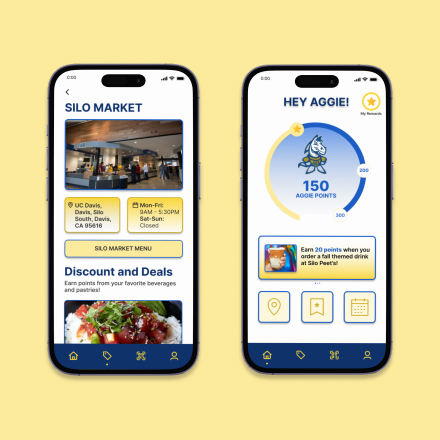 0:00
SILO MARKET
UC Davis,
Davis, Silo
South, Davis,
CA 95616
Mon-Fri:
9AM - 5:30PM
Sat-Sun:
Closed
SILO MARKET MENU
Discount and Deals
Earn points from your favorite beverages
and pastries!
0:00
HEY AGGIE!
My Rewards
150
AGGIE POINTS
200
300
Earn 20 points when you
order a fall themed drink
at Silo Peet's!